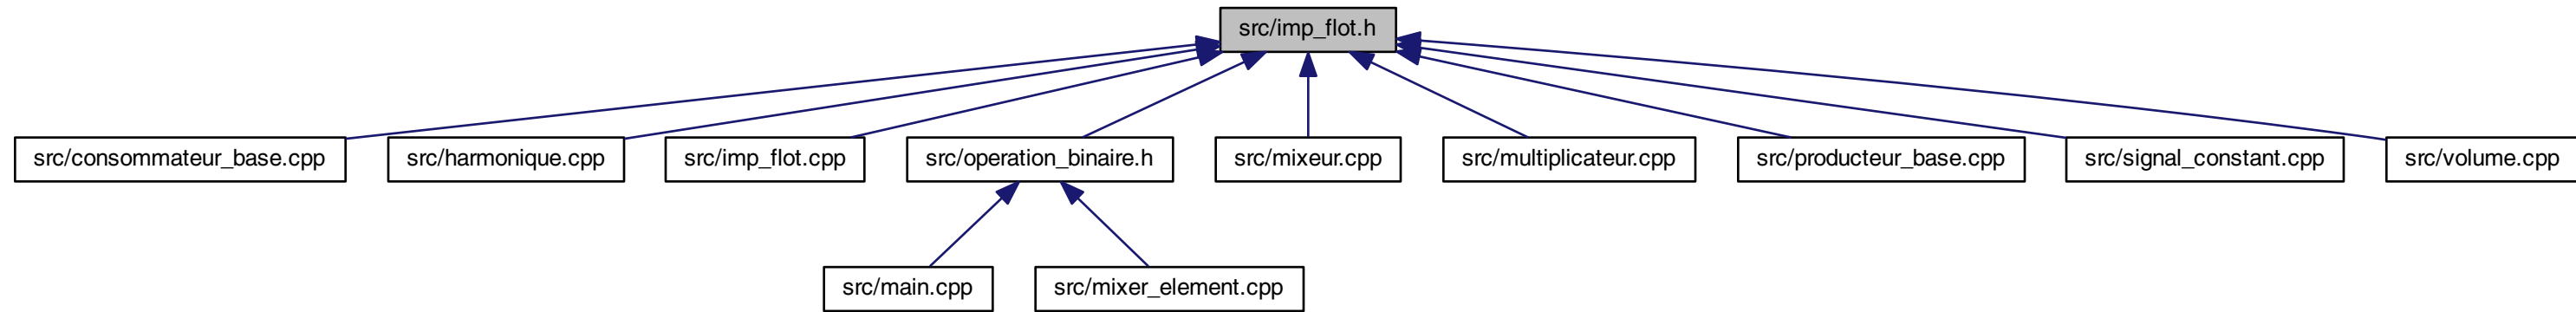 src/imp_flot.h
src/consommateur_base.cpp
src/harmonique.cpp
src/imp_flot.cpp
src/operation_binaire.h
src/mixeur.cpp
src/multiplicateur.cpp
src/producteur_base.cpp
src/signal_constant.cpp
src/volume.cpp
src/main.cpp
src/mixer_element.cpp